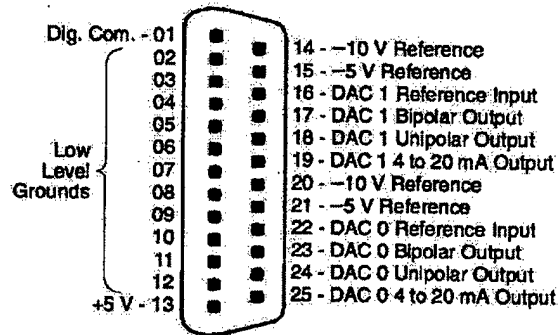 Dig. Com. - 01
02
03
04
05
06
07
08
09
10
11
12
+5 V - 13
Low
Level
Grounds
14 - -10 V Reference
15 - -5 V Reference
16 - DAC 1 Reference Input
17 - DAC 1 Bipolar Output
18 - DAC 1 Unipolar Output
19 - DAC 1 4 to 20 mA Output
20 - -10 V Reference
21 - -5 V Reference
22 - DAC 0 Reference Input
23 - DAC 0 Bipolar Output
24 - DAC 0 Unipolar Output
25 - DAC 0 4 to 20 mA Output